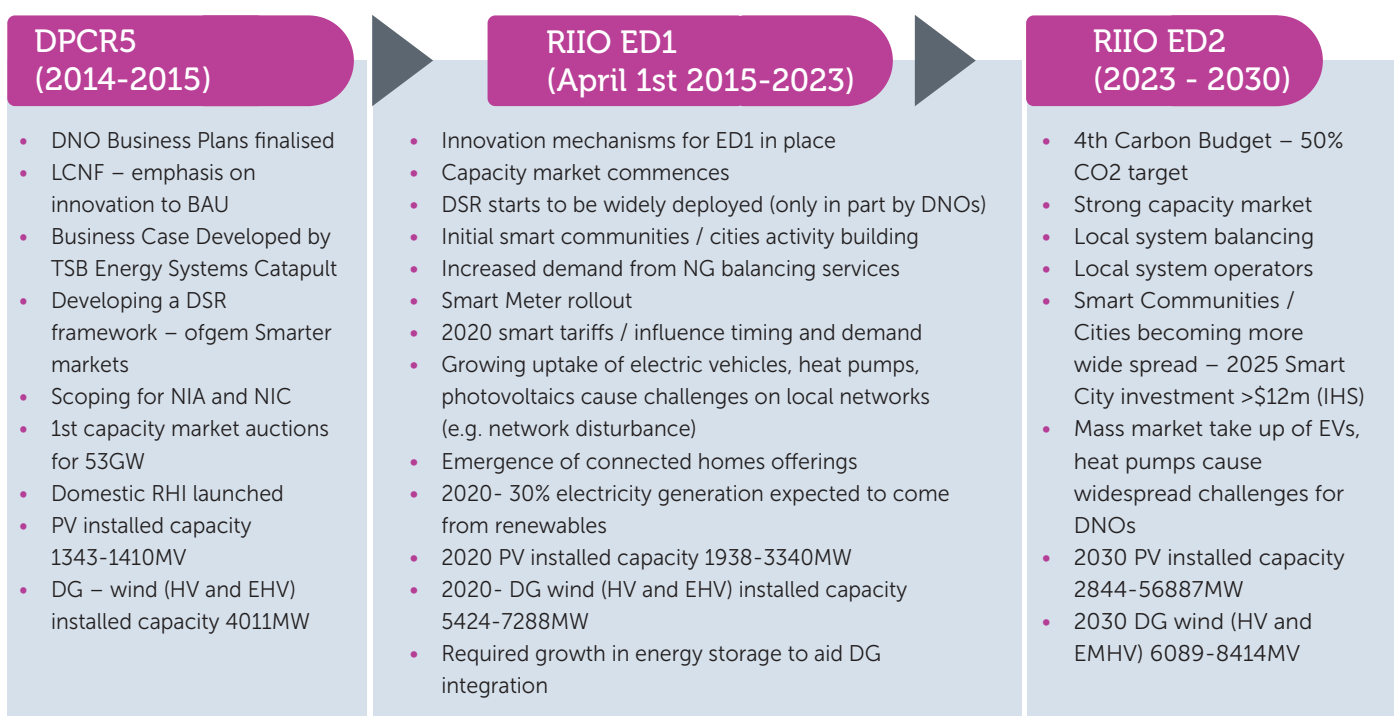 DPCR5
(2014-2015)
• DNO Business Plans finalised
• LCNF – emphasis on
innovation to BAU
• Business Case Developed by
TSB Energy Systems Catapult
• Developing a DSR
framework – ofgem Smarter
markets
• Scoping for NIA and NIC
• 1st capacity market auctions
for 53GW
• Domestic RHI launched
• PV installed capacity
1343-1410MV
• DG – wind (HV and EHV)
installed capacity 4011MW
RIIO ED1
(April 1st 2015-2023)
• Innovation mechanisms for ED1 in place
• Capacity market commences
• DSR starts to be widely deployed (only in part by DNOs)
• Initial smart communities / cities activity building
• Increased demand from NG balancing services
• Smart Meter rollout
• 2020 smart tariffs / influence timing and demand
• Growing uptake of electric vehicles, heat pumps,
photovoltaics cause challenges on local networks
(e.g. network disturbance)
• Emergence of connected homes offerings
• 2020- 30% electricity generation expected to come
from renewables
• 2020 PV installed capacity 1938-3340MW
• 2020- DG wind (HV and EHV) installed capacity
5424-7288MW
• Required growth in energy storage to aid DG
integration
RIIO ED2
(2023 - 2030)
• 4th Carbon Budget – 50%
CO2 target
• Strong capacity market
• Local system balancing
• Local system operators
• Smart Communities /
Cities becoming more
wide spread – 2025 Smart
City investment >$12m (IHS)
• Mass market take up of EVs,
heat pumps cause
widespread challenges for
DNOs
• 2030 PV installed capacity
2844-56887MW
• 2030 DG wind (HV and
EMHV) 6089-8414MV